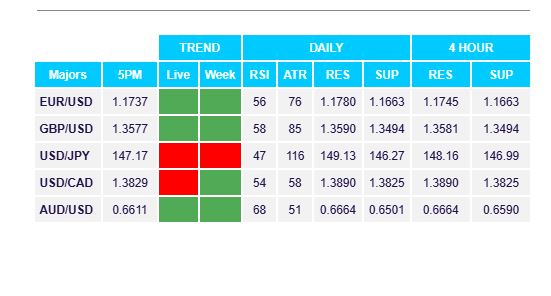 TREND DAILY 4 HOUR
Majors 5PM Live Week RSI ATR RES SUP RES SUP
EUR/USD 1.1737 56 76 1.1780 1.1663 1.1745 1.1663
GBP/USD 1.3577 58 85 1.3590 1.3494 1.3581 1.3494
USD/JPY 147.17 47 116 149.13 146.27 148.16 146.99
USD/CAD 1.3829 54 58 1.3890 1.3825 1.3890 1.3825
AUD/USD 0.6611 68 51 0.6664 0.6501 0.6664 0.6590